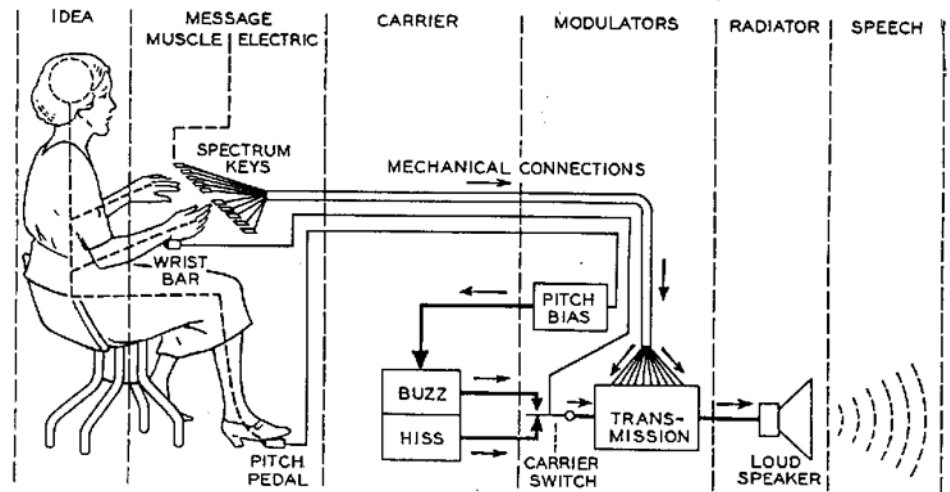 IDEA
MESSAGE
MUSCLE ELECTRIC
CARRIER
MODULATORS
RADIATOR
SPEECH
SPECTRUM
KEYS
MECHANICAL CONNECTIONS
WRIST
BAR
PITCH
BIAS
BUZZ
HISS
TRANS-
MISSION
CARRIER
SWITCH
LOUD
SPEAKER
PITCH
PEDAL